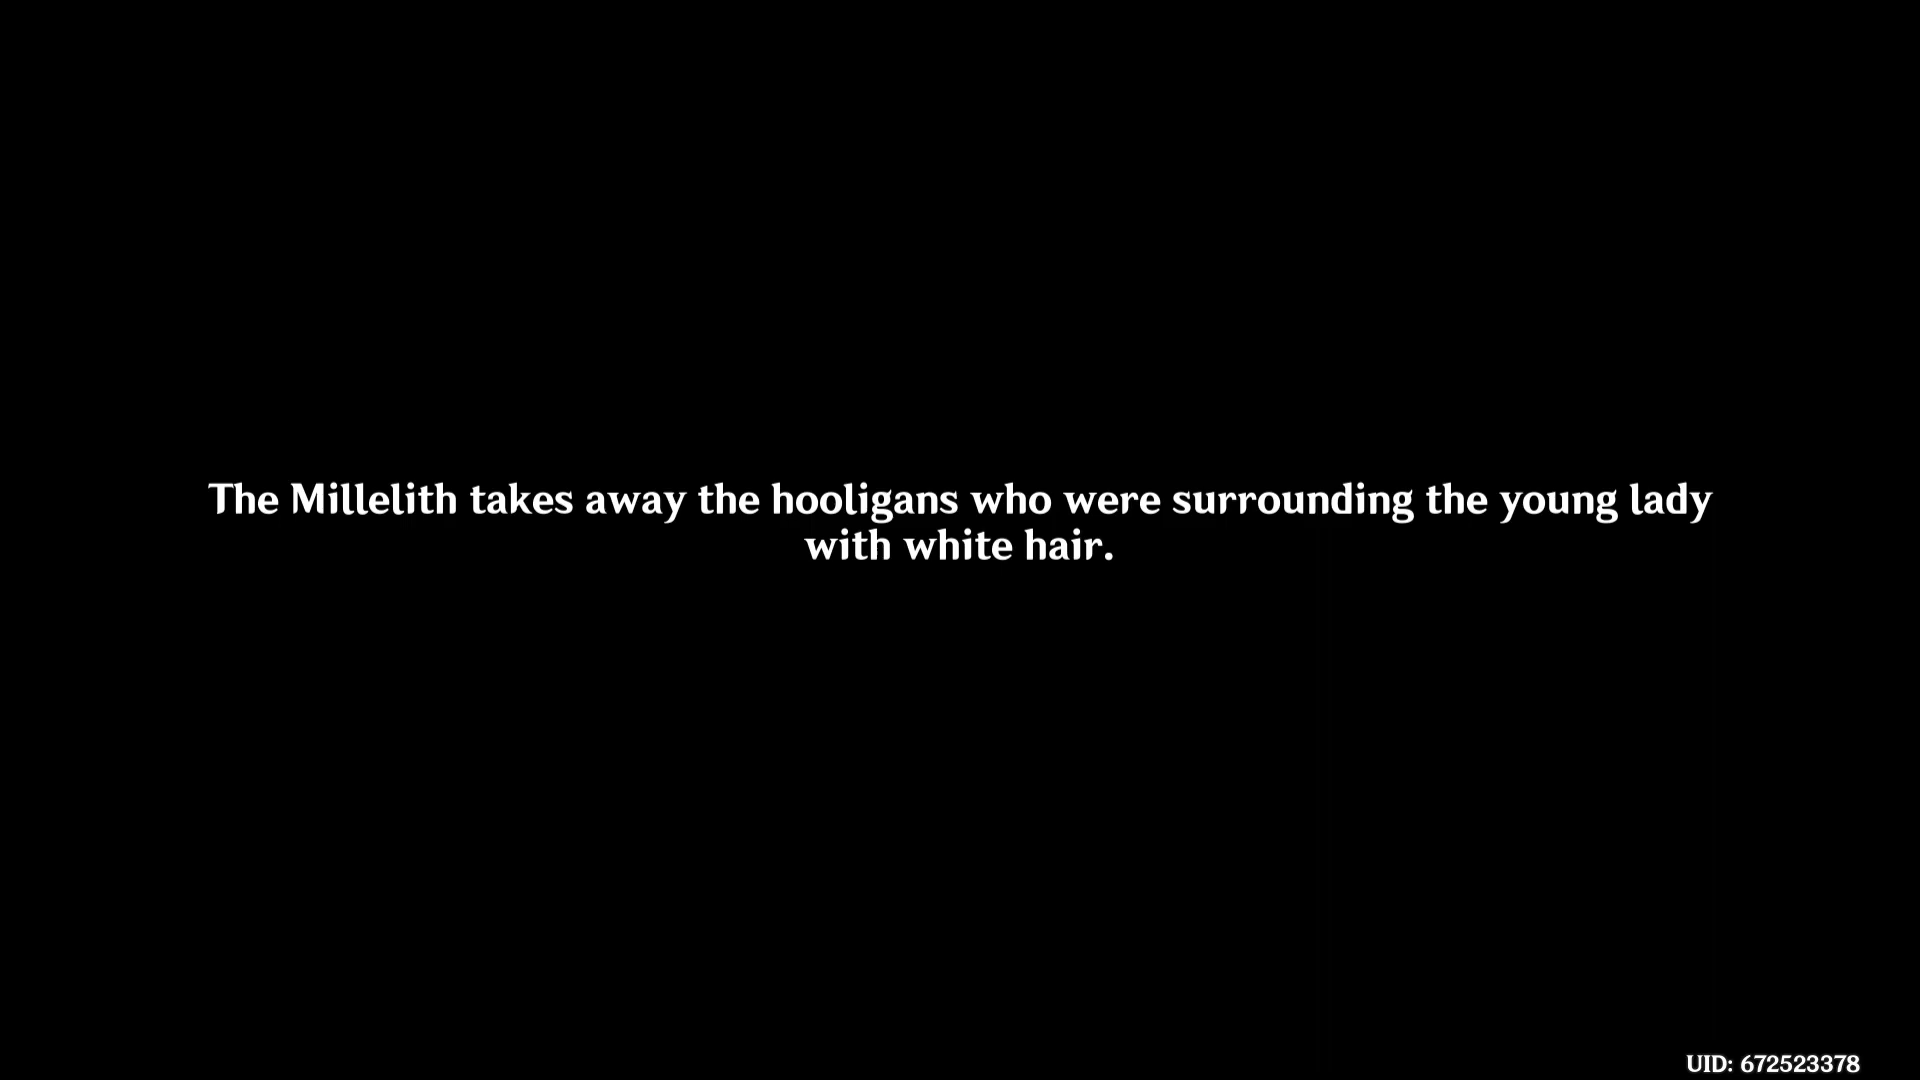 The Millelith takes away the hooligans who were surrounding the young lady
with white hair.
UID: 672523378